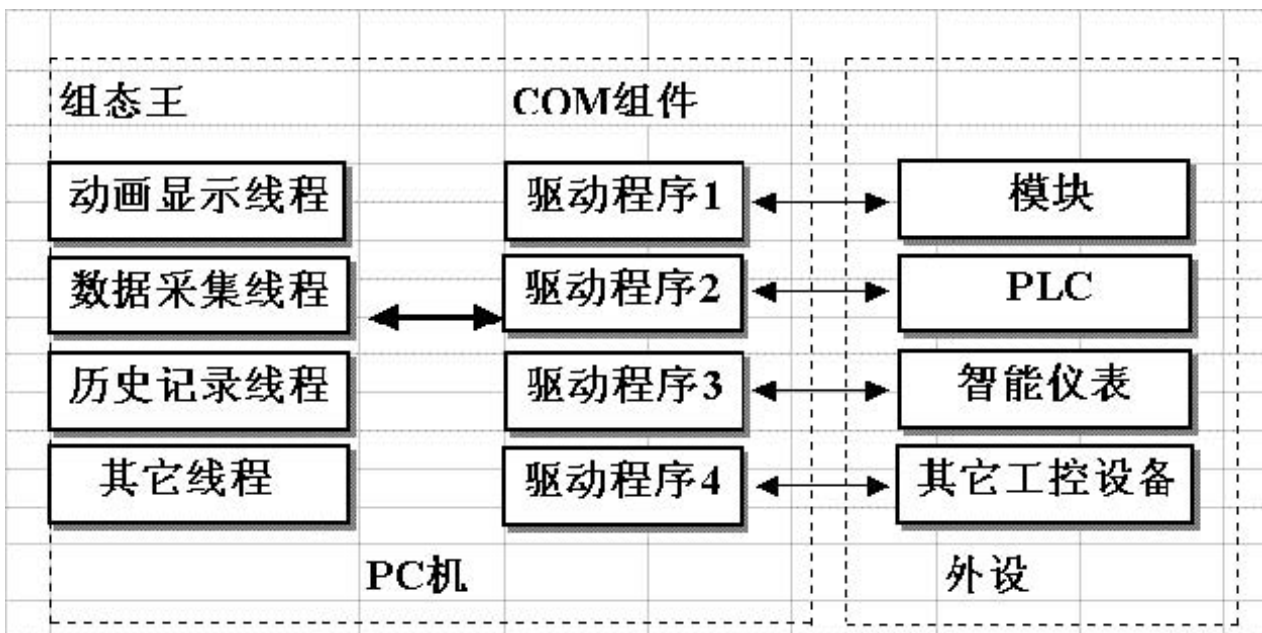 组态王 COM组件
动画显示线程 驱动程序1 模块
数据采集线程 驱动程序2 PLC
历史记录线程 驱动程序3 智能仪表
其它线程 驱动程序4 其它工控设备
PC机 外设